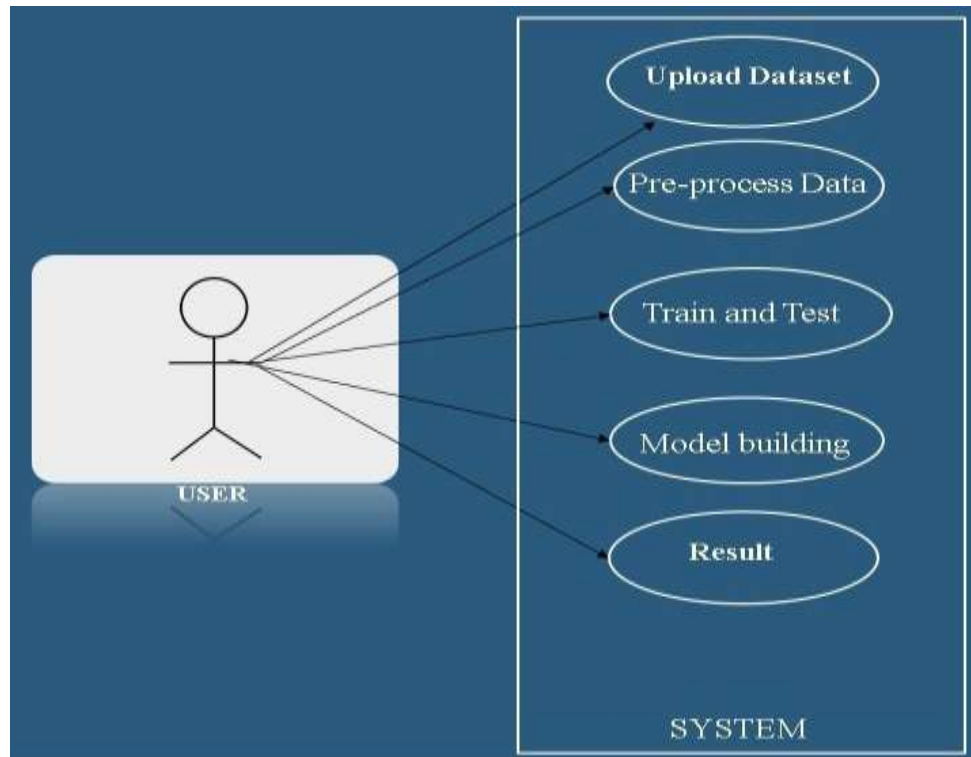 Upload Dataset
Pre-process Data
Train and Test
Model building
Result
USER
SYSTEM